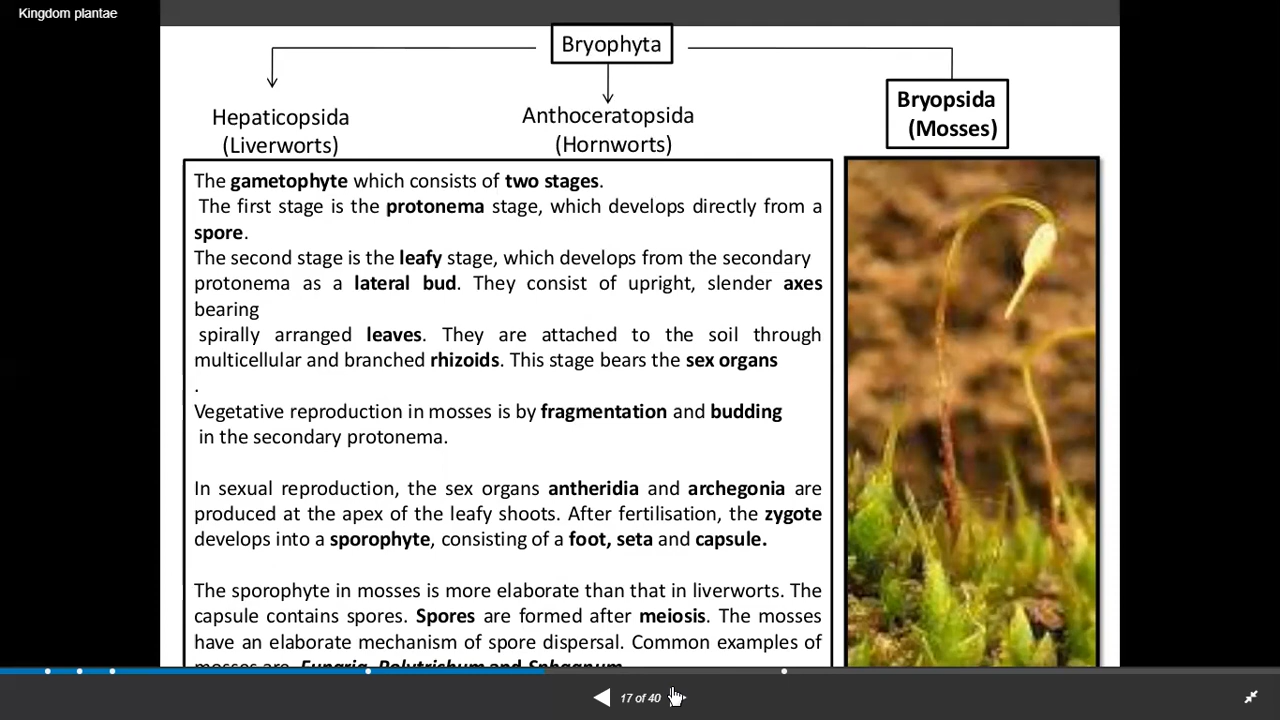 Kingdom plantae
Bryophyta
Hepaticopsida
(Liverworts)
Anthoceratopsida
(Hornworts)
Bryopsida
(Mosses)
The gametophyte which consists of two stages.
The first stage is the protonema stage, which develops directly from a
spore.
The second stage is the leafy stage, which develops from the secondary
protonema as a lateral bud. They consist of upright, slender axes
bearing
spirally arranged leaves. They are attached to the soil through
multicellular and branched rhizoids. This stage bears the sex organs
.
Vegetative reproduction in mosses is by fragmentation and budding
in the secondary protonema.
In sexual reproduction, the sex organs antheridia and archegonia are
produced at the apex of the leafy shoots. After fertilisation, the zygote
develops into a sporophyte, consisting of a foot, seta and capsule.
The sporophyte in mosses is more elaborate than that in liverworts. The
capsule contains spores. Spores are formed after meiosis. The mosses
have an elaborate mechanism of spore dispersal. Common examples of
mosses are Funaria, Polytrichum and Sphagnum
17 of 40